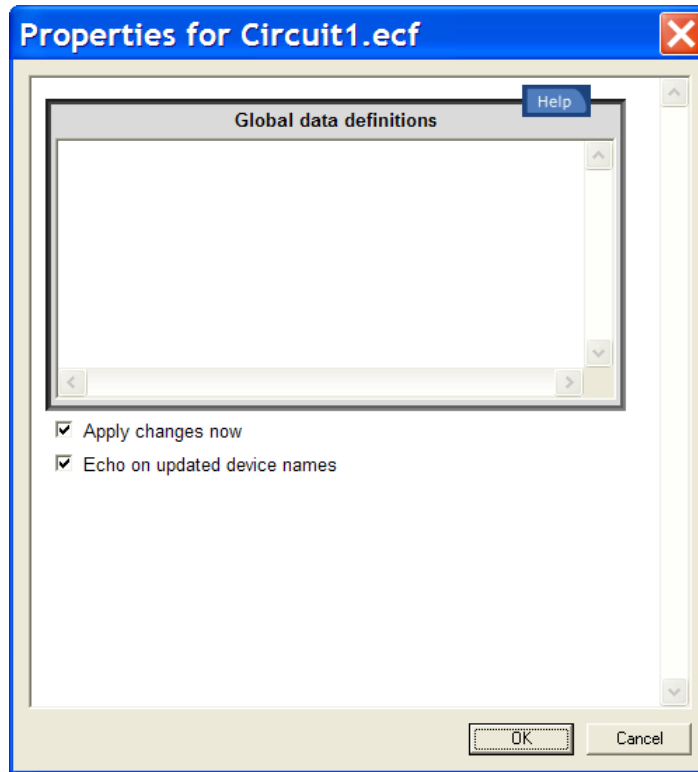 Properties for Circuit1.ecf
Help
Global data definitions
Apply changes now
Echo on updated device names
OK
Cancel